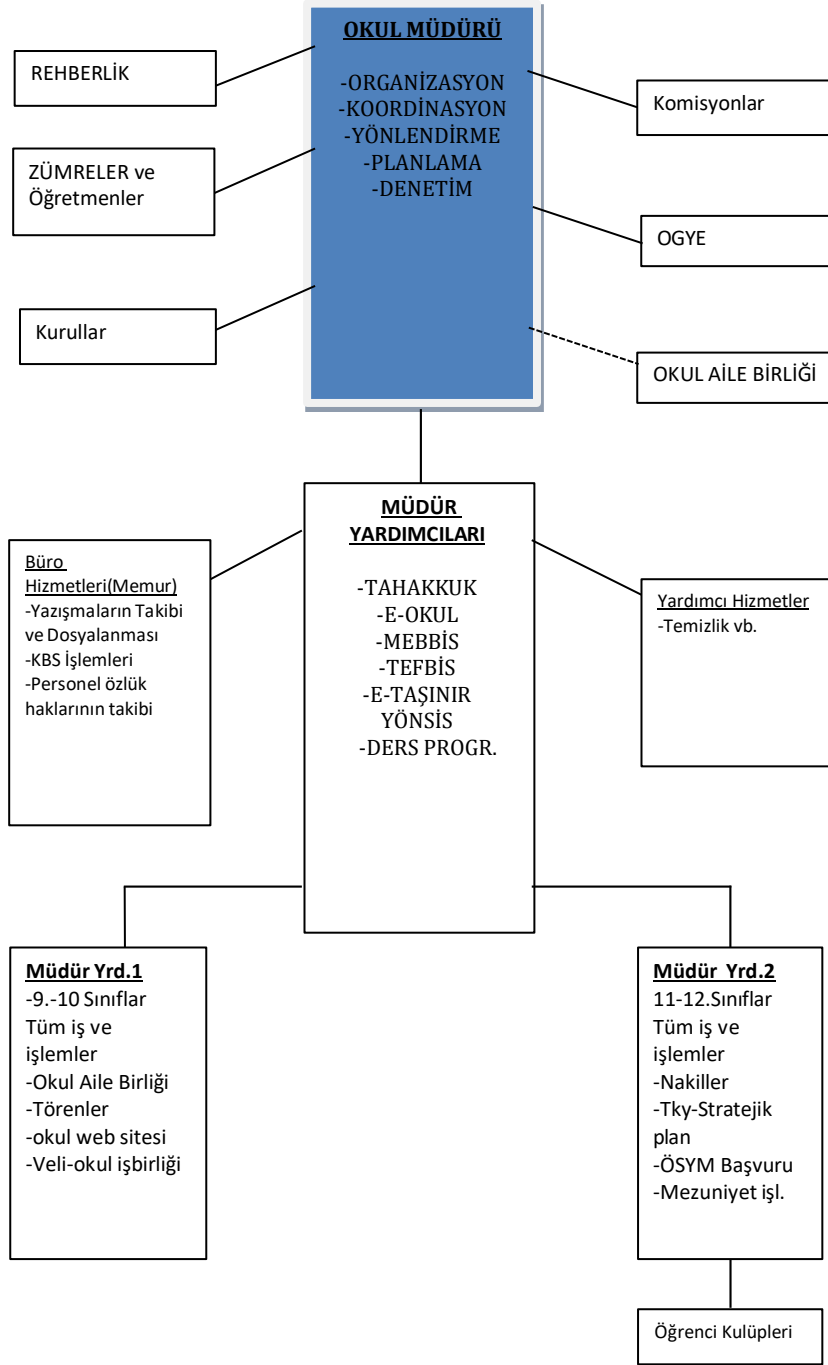 OKUL MÜDÜRÜ
-ORGANİZASYON
-KOORDİNASYON
-YÖNLENDİRME
-PLANLAMA
-DENETİM
REHBERLİK
ZÜMRELER ve
Öğretmenler
Kurullar
Komisyonlar
OGYE
OKUL AİLE BİRLİĞİ
MÜDÜR
YARDIMCILARI
-TAHAKKUK
-E-OKUL
-MEBBİS
-TEFBİS
-E-TAŞINIR
YÖNSİS
-DERS PROGR.
Büro
Hizmetleri(Memur)
-Yazışmaların Takibi
ve Dosyalanması
-KBS İşlemleri
-Personel özlük
haklarının takibi
Yardımcı Hizmetler
-Temizlik vb.
Müdür Yrd.1
-9.-10 Sınıflar
Tüm iş ve
işlemler
-Okul Aile Birliği
-Törenler
-okul web sitesi
-Veli-okul işbirliği
Müdür Yrd.2
11-12.Sınıflar
Tüm iş ve
işlemler
-Nakiller
-Tky-Stratejik
plan
-ÖSYM Başvuru
-Mezuniyet işl.
Öğrenci Kulüpleri